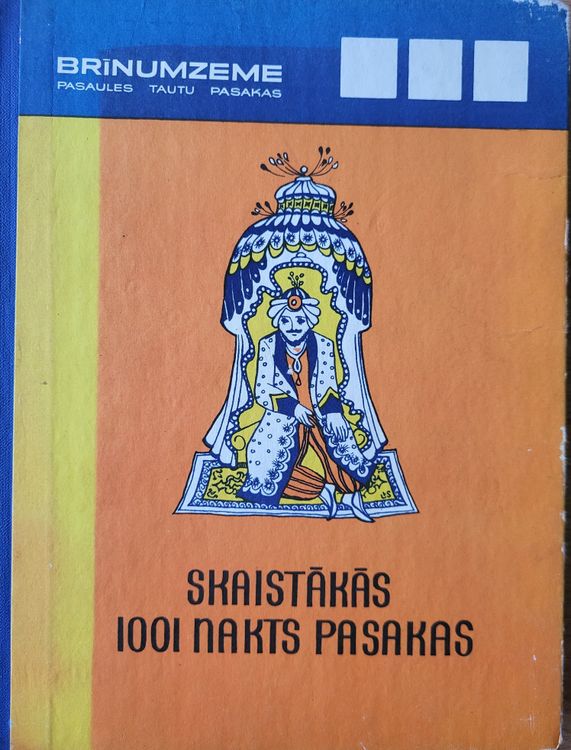 BRĪNUMZEME
PASAULES TAUTU PASAKAS
SKAISTĀKĀS
1001 NAKTS PASAKAS